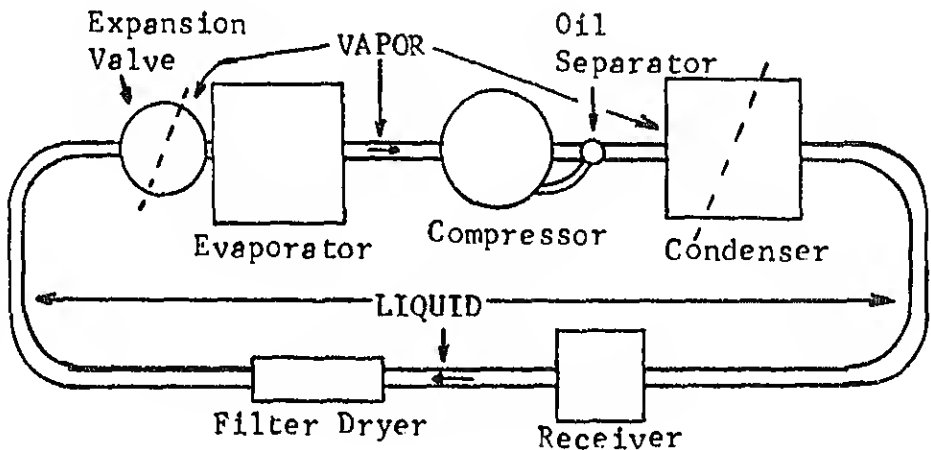 Expansion
Valve
VAPOR
Oil
Separator
Evaporator
Compressor
Condenser
LIQUID
Filter Dryer
Receiver